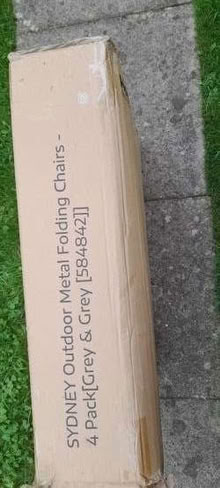 SYDNEY Outdoor Metal Folding Chairs -
4 Pack[Grey & Grey [584842]]